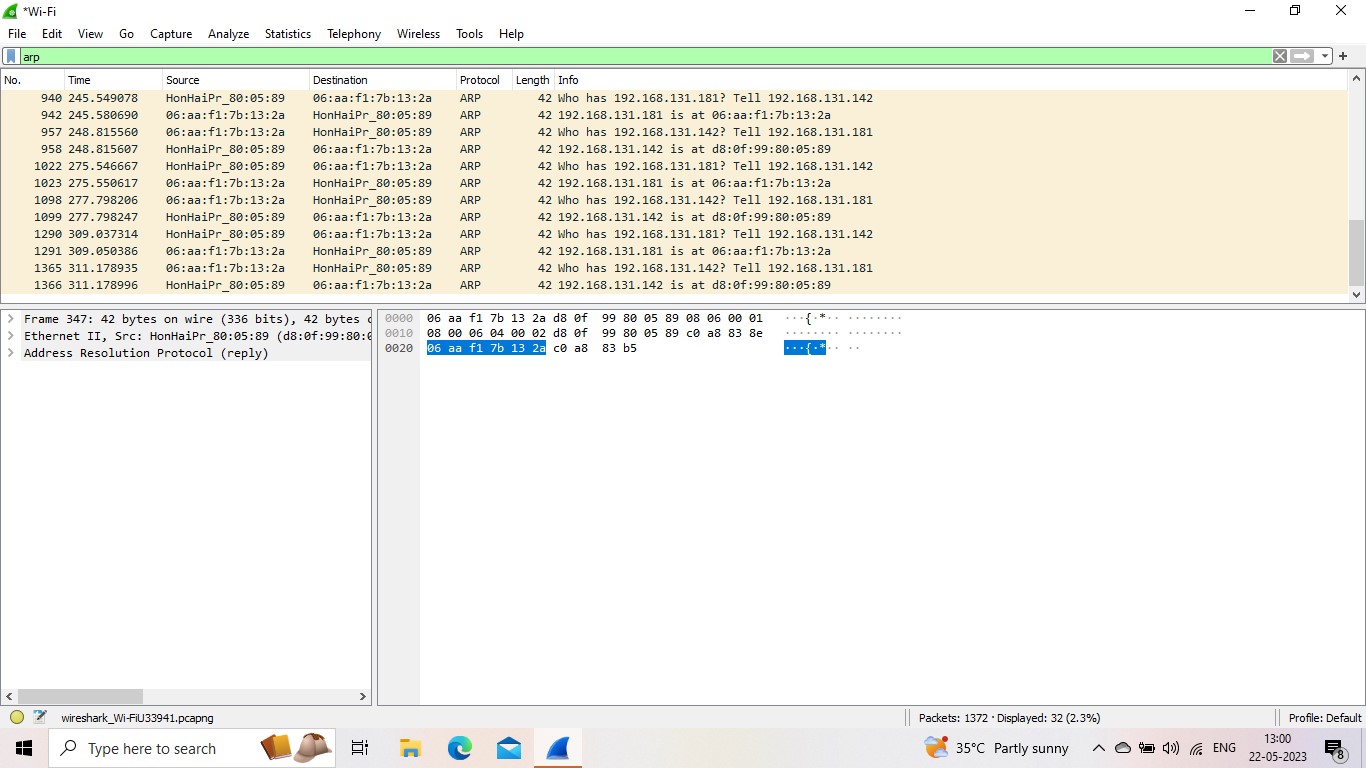 *Wi-Fi
File Edit View Go Capture Analyze Statistics Telephony Wireless Tools Help
arp
No. Time Source Destination Protocol Length Info
940 245.549078 HonHaiPr_80:05:89 06:aa:f1:7b:13:2a ARP 42 Who has 192.168.131.181? Tell 192.168.131.142
942 245.580690 06:aa:f1:7b:13:2a HonHaiPr_80:05:89 ARP 42 192.168.131.181 is at 06:aa:f1:7b:13:2a
957 248.815560 06:aa:f1:7b:13:2a HonHaiPr_80:05:89 ARP 42 Who has 192.168.131.142? Tell 192.168.131.181
958 248.815607 HonHaiPr_80:05:89 06:aa:f1:7b:13:2a ARP 42 192.168.131.142 is at d8:0f:99:80:05:89
1022 275.546667 HonHaiPr_80:05:89 06:aa:f1:7b:13:2a ARP 42 Who has 192.168.131.181? Tell 192.168.131.142
1023 275.550617 06:aa:f1:7b:13:2a HonHaiPr_80:05:89 ARP 42 192.168.131.181 is at 06:aa:f1:7b:13:2a
1098 277.798206 06:aa:f1:7b:13:2a HonHaiPr_80:05:89 ARP 42 Who has 192.168.131.142? Tell 192.168.131.181
1099 277.798247 HonHaiPr_80:05:89 06:aa:f1:7b:13:2a ARP 42 192.168.131.142 is at d8:0f:99:80:05:89
1290 309.037314 HonHaiPr_80:05:89 06:aa:f1:7b:13:2a ARP 42 Who has 192.168.131.181? Tell 192.168.131.142
1291 309.050386 06:aa:f1:7b:13:2a HonHaiPr_80:05:89 ARP 42 192.168.131.181 is at 06:aa:f1:7b:13:2a
1365 311.178935 06:aa:f1:7b:13:2a HonHaiPr_80:05:89 ARP 42 Who has 192.168.131.142? Tell 192.168.131.181
1366 311.178996 HonHaiPr_80:05:89 06:aa:f1:7b:13:2a ARP 42 192.168.131.142 is at d8:0f:99:80:05:89
Frame 347: 42 bytes on wire (336 bits), 42 bytes c
Ethernet II, Src: HonHaiPr_80:05:89 (d8:0f:99:80:0
Address Resolution Protocol (reply)
0000 06 aa f1 7b 13 2a d8 0f 99 80 05 89 08 06 00 01 ···{·*·· ········
0010 08 00 06 04 00 02 d8 0f 99 80 05 89 c0 a8 83 8e ········ ········
0020 06 aa f1 7b 13 2a c0 a8 83 b5 ···{·*·· ··
wireshark_Wi-FiU33941.pcapng
Packets: 1372 · Displayed: 32 (2.3%)
Profile: Default
Type here to search
35°C Partly sunny
ENG
13:00
22-05-2023
8